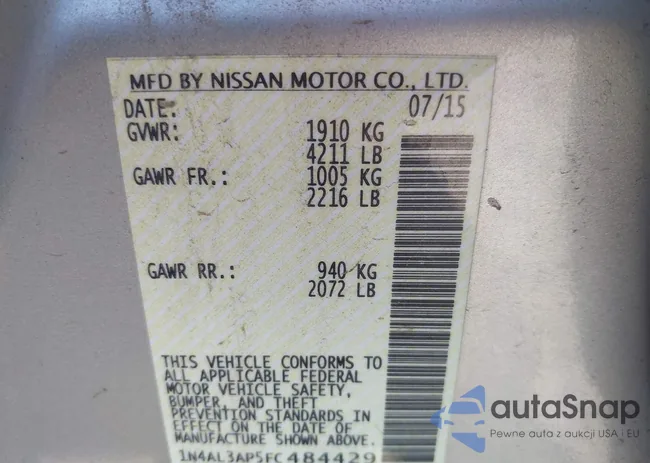 MFD BY NISSAN MOTOR CO., LTD.
DATE: 07/15
GVWR: 1910 KG
4211 LB
GAWR FR.: 1005 KG
2216 LB
GAWR RR.: 940 KG
2072 LB
THIS VEHICLE CONFORMS TO
ALL APPLICABLE FEDERAL
MOTOR VEHICLE SAFETY,
BUMPER, AND THEFT
PREVENTION STANDARDS IN
EFFECT ON THE DATE OF
MANUFACTURE SHOWN ABOVE.
1N4AL3AP5FC484429
autoSnap
Pewne auta z aukcji USA i EU